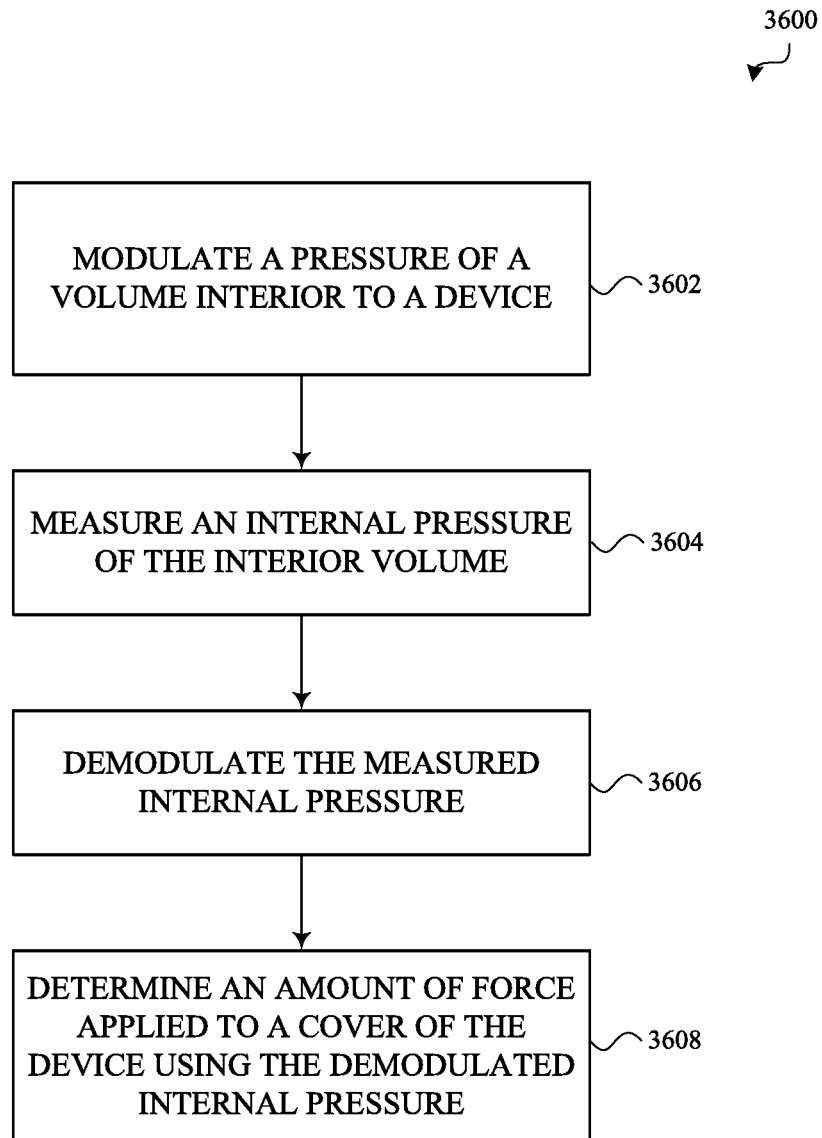 3600
MODULATE A PRESSURE OF A
VOLUME INTERIOR TO A DEVICE
3602
MEASURE AN INTERNAL PRESSURE
OF THE INTERIOR VOLUME
3604
DEMODULATE THE MEASURED
INTERNAL PRESSURE
3606
DETERMINE AN AMOUNT OF FORCE
APPLIED TO A COVER OF THE
DEVICE USING THE DEMODULATED
INTERNAL PRESSURE
3608